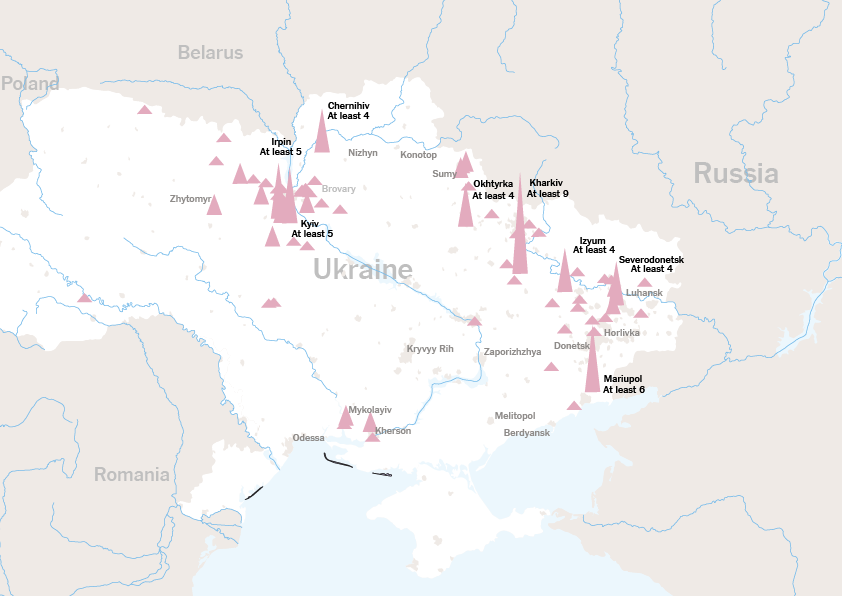 Belarus
Poland
Chernihiv
At least 4
Irpin
At least 5
Nizhyn
Konotop
Russia
Sumy
Okhtyrka
At least 4
Kharkiv
At least 9
Zhytomyr
Brovary
Kyiv
At least 5
Izyum
At least 4
Severodonetsk
At least 4
Ukraine
Luhansk
Horlivka
Kryvyy Rih
Zaporizhzhya
Donetsk
Mariupol
At least 6
Mykolayiv
Melitopol
Kherson
Berdyansk
Odessa
Romania